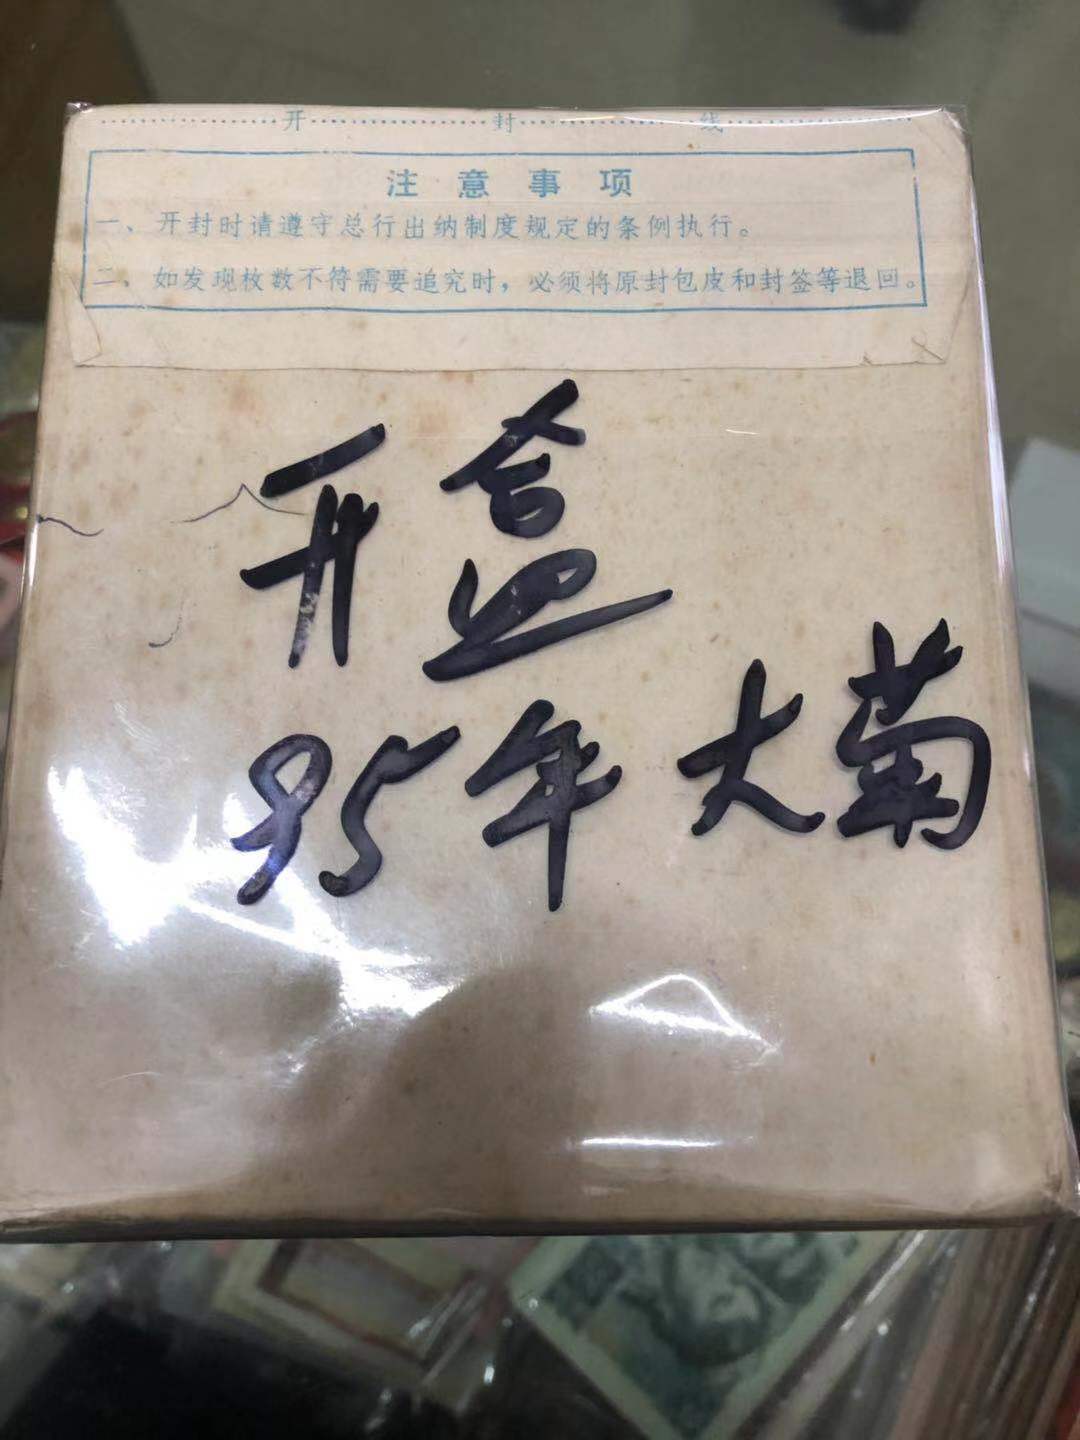 开封线
注意事项
一、开封时请遵守总行出纳制度规定的条例执行。
二、如发现枚数不符需要追究时，必须将原封包皮和封签等退回。
开盒
95年大菊